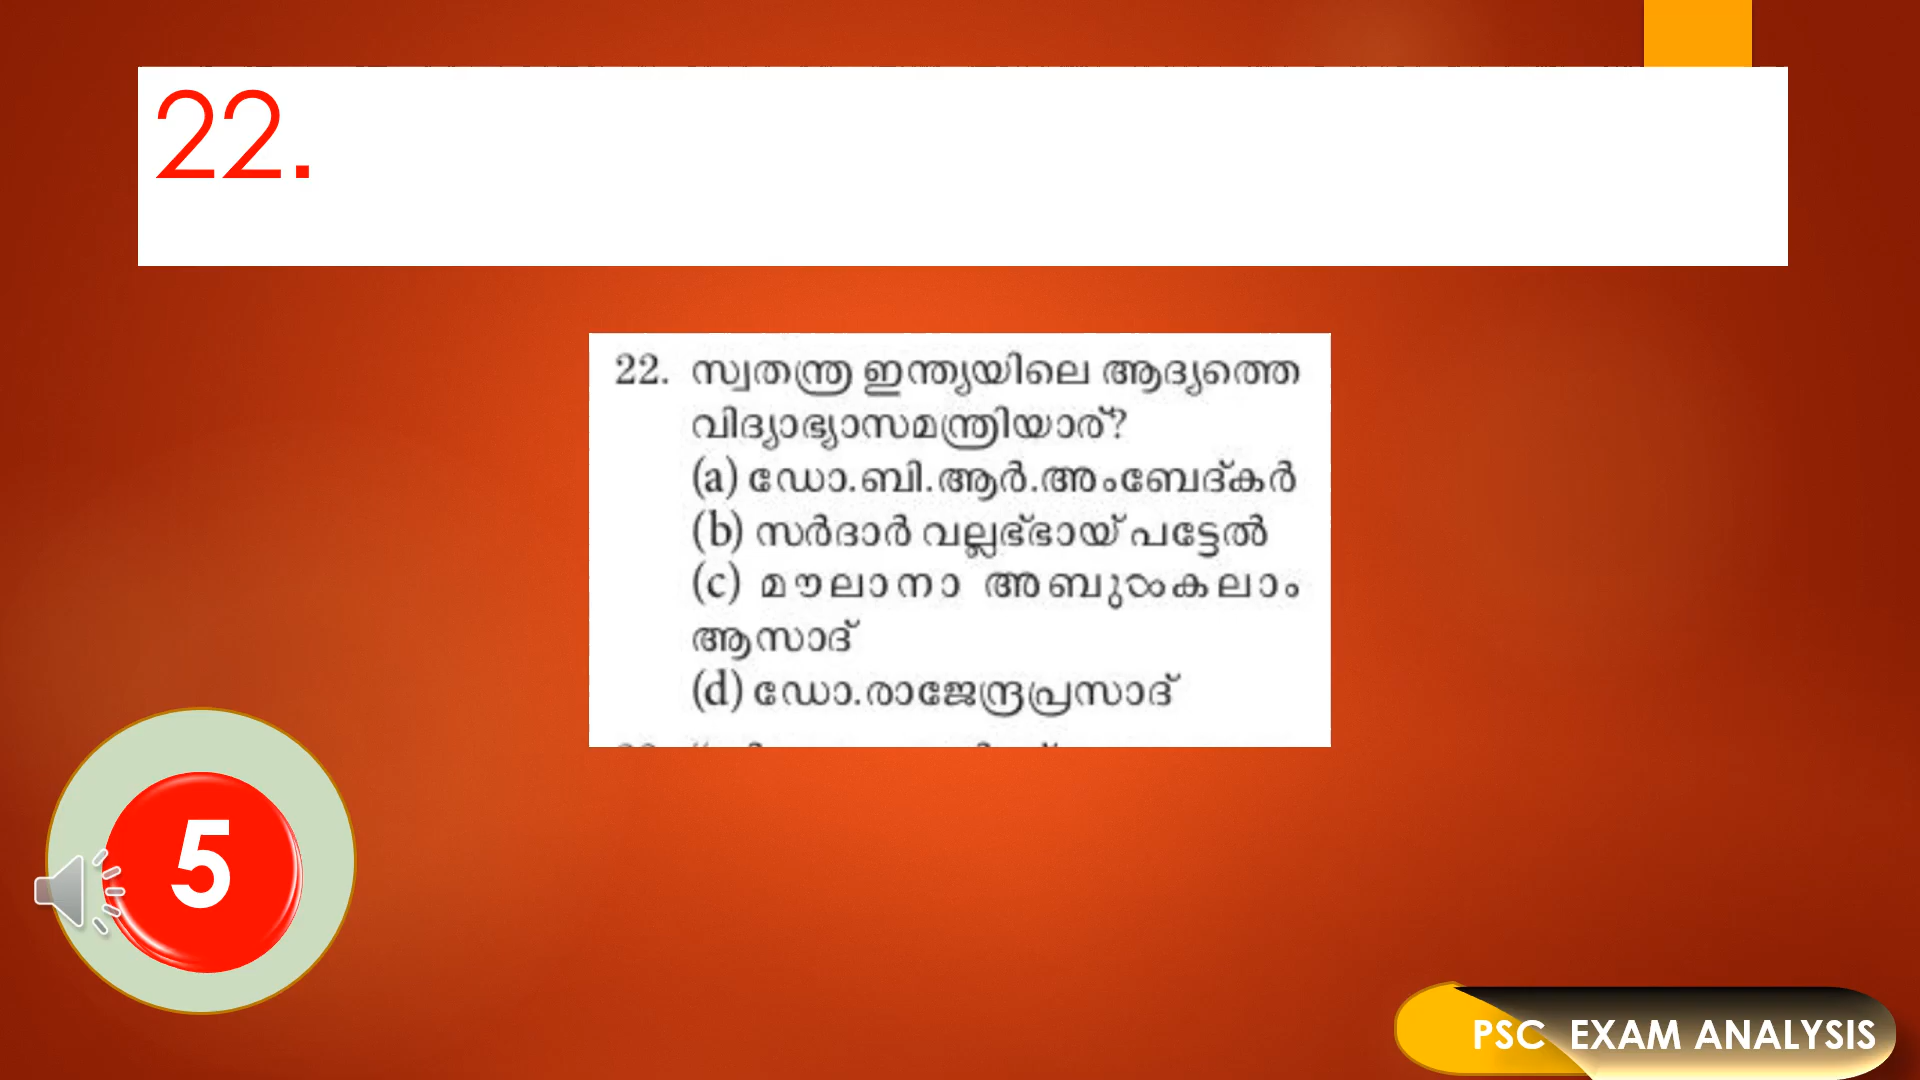 22.
22. സ്വതന്ത്ര ഇന്ത്യയിലെ ആദ്യത്തെ
വിദ്യാഭ്യാസമന്ത്രിയാര്?
(a) ഡോ.ബി.ആർ.അംബേദ്കർ
(b) സർദാർ വല്ലഭ്ഭായ് പട്ടേൽ
(c) മൗലാനാ അബുൾകലാം
ആസാദ്
(d) ഡോ.രാജേന്ദ്രപ്രസാദ്
5
PSC EXAM ANALYSIS